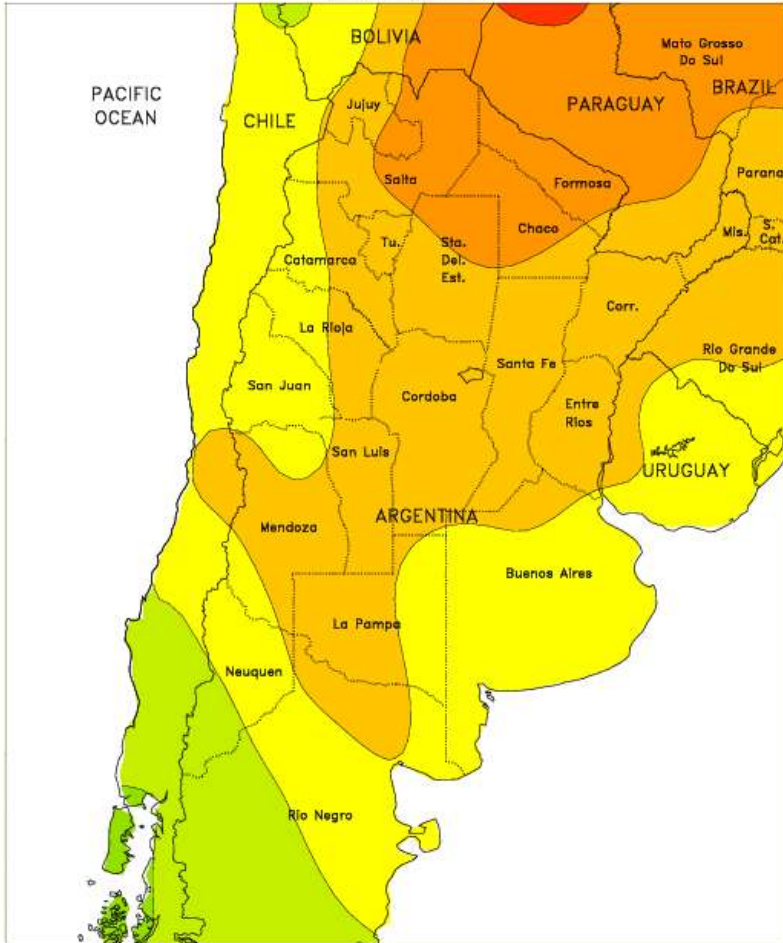 BOLIVIA
Mato Grosso
Do Sul
BRAZIL
PACIFIC
OCEAN
Jujuy
PARAGUAY
CHILE
Parana
Salta
Formosa
Chaco
Mis.
S.
Cat.
Tu.
Sta.
Del.
Est.
Catamarca
Corr.
La Rioja
Rio Grande
Do Sul
Santa Fe
San Juan
Cordoba
Entre
Rios
San Luis
URUGUAY
ARGENTINA
Mendoza
Buenos Aires
La Pampa
Neuquen
Rio Negro